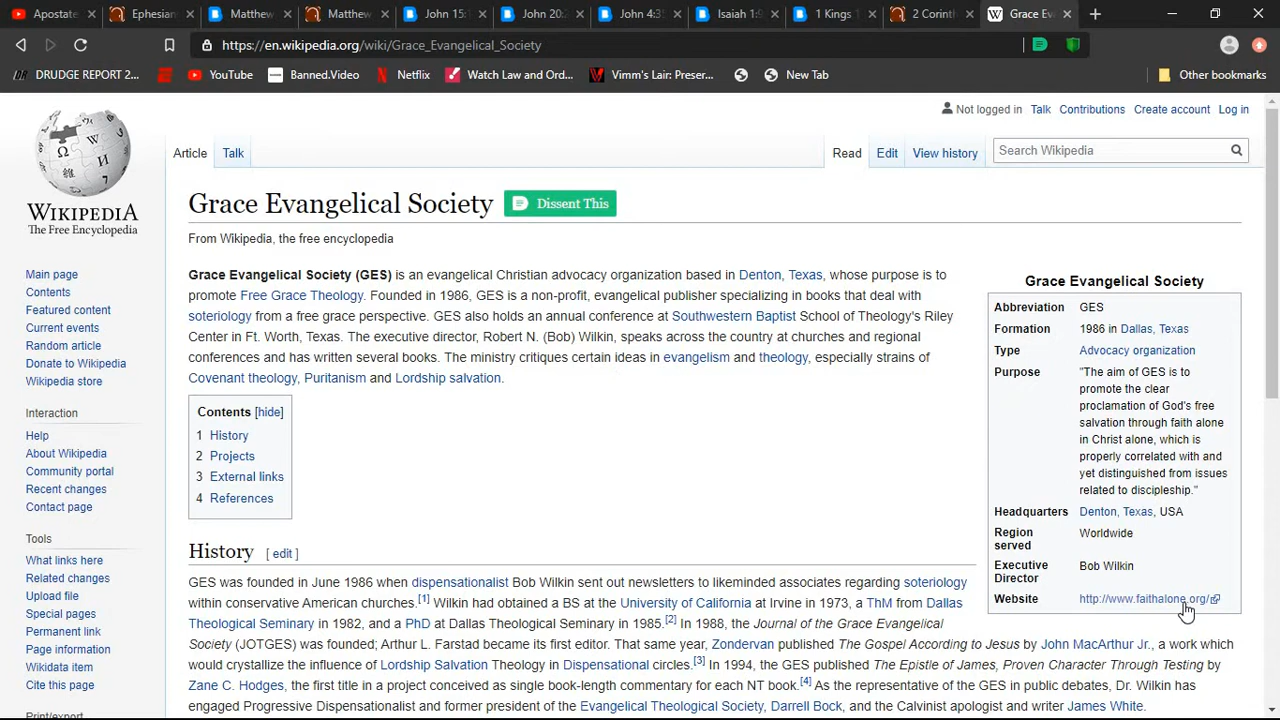 Apostate
Ephesian
Matthew
Matthew
John 15:
John 20:
John 4:3
Isaiah 1:9
1 Kings 1
2 Corinth
Grace Ev
https://en.wikipedia.org/wiki/Grace_Evangelical_Society
DRUDGE REPORT 2...
YouTube
Banned.Video
Netflix
Watch Law and Ord...
Vimm's Lair: Preser...
New Tab
Other bookmarks
Not logged in Talk Contributions Create account Log in
Article Talk Read Edit View history Search Wikipedia
WIKIPEDIA
The Free Encyclopedia
Main page
Contents
Featured content
Current events
Random article
Donate to Wikipedia
Wikipedia store
Interaction
Help
About Wikipedia
Community portal
Recent changes
Contact page
Tools
What links here
Related changes
Upload file
Special pages
Permanent link
Page information
Wikidata item
Cite this page
Print/export
Grace Evangelical Society Dissent This
From Wikipedia, the free encyclopedia
Grace Evangelical Society (GES) is an evangelical Christian advocacy organization based in Denton, Texas, whose purpose is to
promote Free Grace Theology. Founded in 1986, GES is a non-profit, evangelical publisher specializing in books that deal with
soteriology from a free grace perspective. GES also holds an annual conference at Southwestern Baptist School of Theology's Riley
Center in Ft. Worth, Texas. The executive director, Robert N. (Bob) Wilkin, speaks across the country at churches and regional
conferences and has written several books. The ministry critiques certain ideas in evangelism and theology, especially strains of
Covenant theology, Puritanism and Lordship salvation.
Contents [hide]
1 History
2 Projects
3 External links
4 References
Grace Evangelical Society
Abbreviation GES
Formation 1986 in Dallas, Texas
Type Advocacy organization
Purpose "The aim of GES is to
promote the clear
proclamation of God's free
salvation through faith alone
in Christ alone, which is
properly correlated with and
yet distinguished from issues
related to discipleship."
Headquarters Denton, Texas, USA
Region served Worldwide
Executive Director Bob Wilkin
Website http://www.faithalone.org/
History [ edit ]
GES was founded in June 1986 when dispensationalist Bob Wilkin sent out newsletters to likeminded associates regarding soteriology
within conservative American churches.[1] Wilkin had obtained a BS at the University of California at Irvine in 1973, a ThM from Dallas
Theological Seminary in 1982, and a PhD at Dallas Theological Seminary in 1985.[2] In 1988, the Journal of the Grace Evangelical
Society (JOTGES) was founded; Arthur L. Farstad became its first editor. That same year, Zondervan published The Gospel According to Jesus by John MacArthur Jr., a work which
would crystallize the influence of Lordship Salvation Theology in Dispensational circles.[3] In 1994, the GES published The Epistle of James, Proven Character Through Testing by
Zane C. Hodges, the first title in a project conceived as single book-length commentary for each NT book.[4] As the representative of the GES in public debates, Dr. Wilkin has
engaged Progressive Dispensationalist and former president of the Evangelical Theological Society, Darrell Bock, and the Calvinist apologist and writer James White.